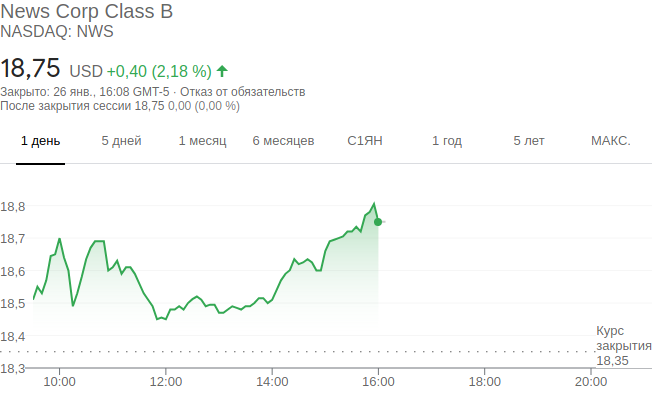 News Corp Class B
NASDAQ: NWS
18,75 USD +0,40 (2,18 %)
Закрыто: 26 янв., 16:08 GMT-5 · Отказ от обязательств
После закрытия сессии 18,75 0,00 (0,00 %)
1 день 5 дней 1 месяц 6 месяцев С1ЯН 1 год 5 лет МАКС.
18,8
18,7
18,6
18,5
18,4
18,3
Курс
закрытия
18,35
10:00 12:00 14:00 16:00 18:00 20:00